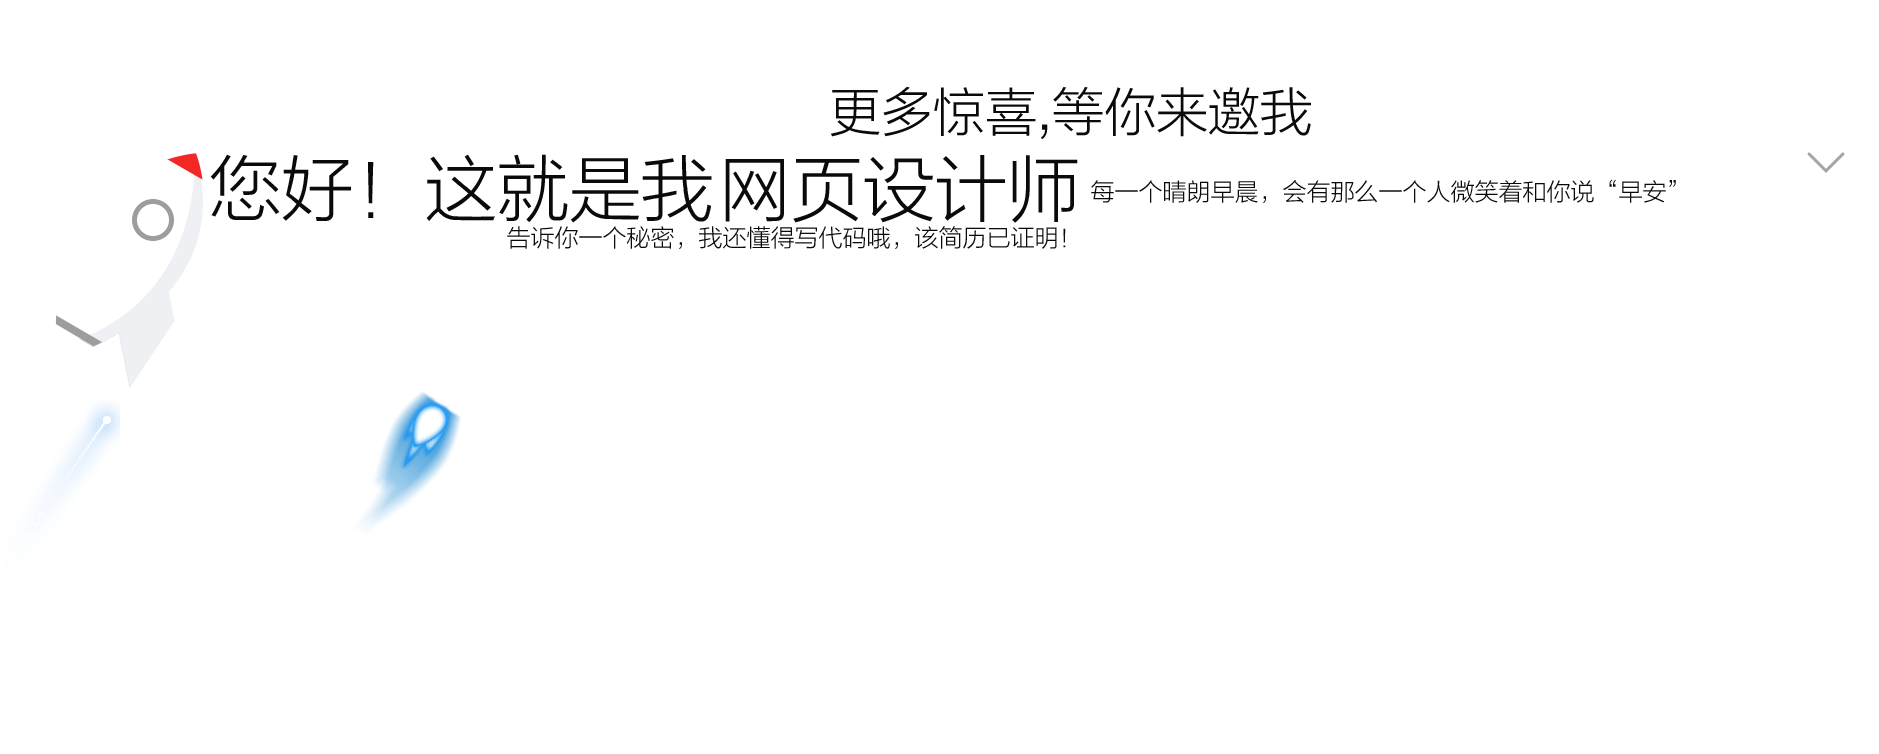 更多惊喜,等你来邀我
您好！这就是我
网页设计师
每一个晴朗早晨，会有那么一个人微笑着和你说“早安”
告诉你一个秘密，我还懂得写代码哦，该简历已证明！